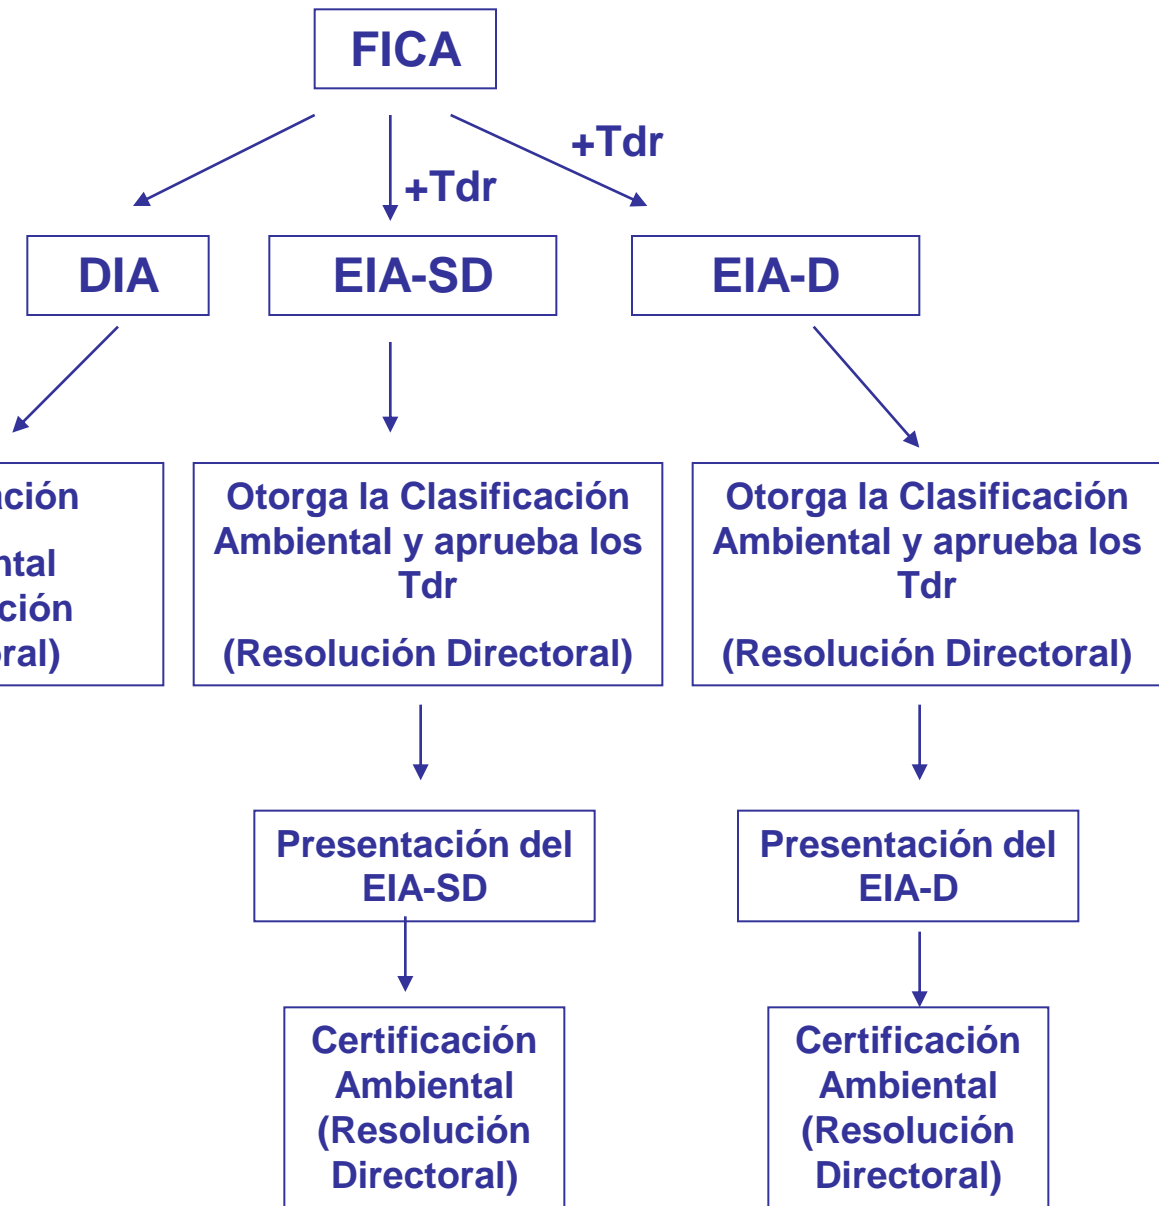 FICA
+Tdr
+Tdr
DIA
EIA-SD
EIA-D
ación
ntal
ción
ral)
Otorga la Clasificación
Ambiental y aprueba los
Tdr
(Resolución Directoral)
Otorga la Clasificación
Ambiental y aprueba los
Tdr
(Resolución Directoral)
Presentación del
EIA-SD
Presentación del
EIA-D
Certificación
Ambiental
(Resolución
Directoral)
Certificación
Ambiental
(Resolución
Directoral)